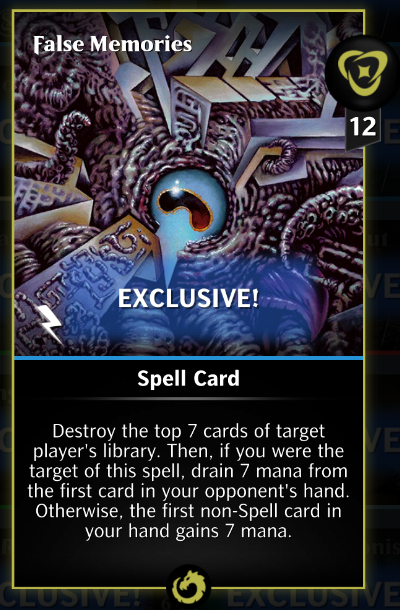 False Memories
12
EXCLUSIVE!
Spell Card
Destroy the top 7 cards of target
player's library. Then, if you were the
target of this spell, drain 7 mana from
the first card in your opponent's hand.
Otherwise, the first non-Spell card in
your hand gains 7 mana.